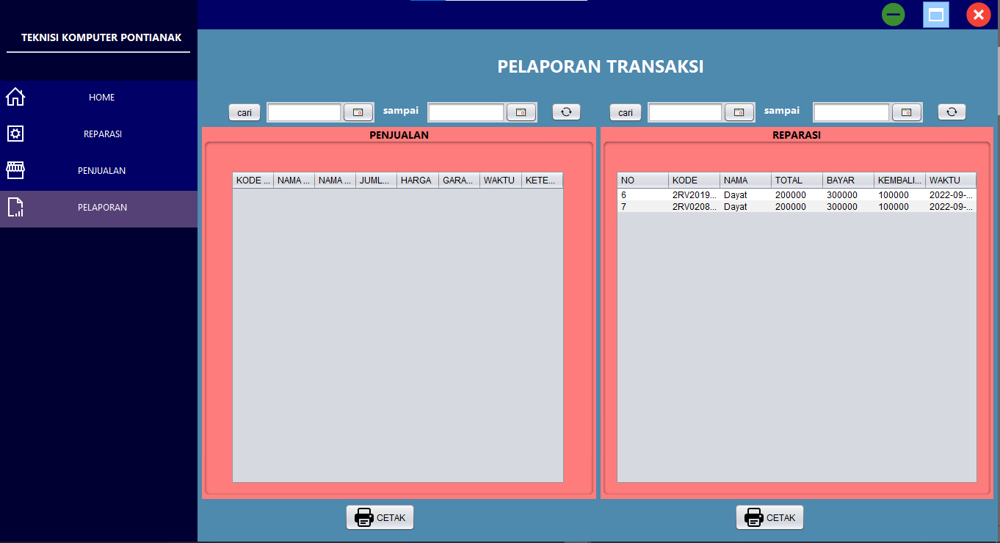 TEKNISI KOMPUTER PONTIANAK
HOME
REPARASI
PENJUALAN
PELAPORAN
PELAPORAN TRANSAKSI
cari sampai
cari sampai
PENJUALAN
KODE ... NAMA ... NAMA ... JUML... HARGA GARA... WAKTU KETE...
CETAK
REPARASI
NO KODE NAMA TOTAL BAYAR KEMBALI... WAKTU
6 2RV2019... Dayat 200000 300000 100000 2022-09-...
7 2RV0208... Dayat 200000 300000 100000 2022-09-...
CETAK